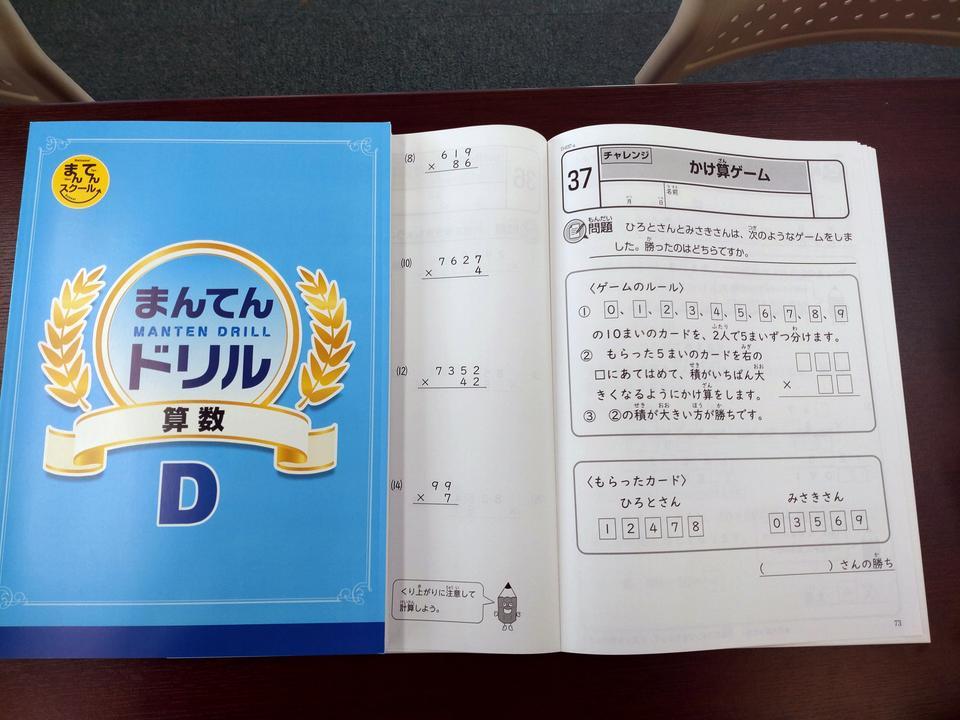 まんてん
スクール
まんてん
MANTEN DRILL
ドリル
算数
D
(8) 619
× 86
(10) 7627
× 4
(12) 7352
× 42
(14) 99
× 7
くり上がりに注意して
計算しよう。
37 チャレンジ かけ算ゲーム
月 日 名前
問題 ひろとさんとみさきさんは、次のようなゲームをしま
した。勝ったのはどちらですか。
〈ゲームのルール〉
① 0、1、2、3、4、5、6、7、8、9
の10まいのカードを、2人で5まいずつ分けます。
② もらった5まいのカードを右の
□にあてはめて、積がいちばん大
きくなるようにかけ算をします。
×
③ ②の積が大きい方が勝ちです。
〈もらったカード〉
ひろとさん みさきさん
1 2 4 7 8 0 3 5 6 9
( )さんの勝ち
73